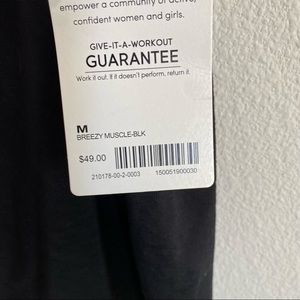 empower a community of active,
confident women and girls.
GIVE-IT-A-WORKOUT
GUARANTEE
Work it out. If it doesn't perform, return it.
M
BREEZY MUSCLE-BLK
$49.00
210178-00-2-0003 150051900030